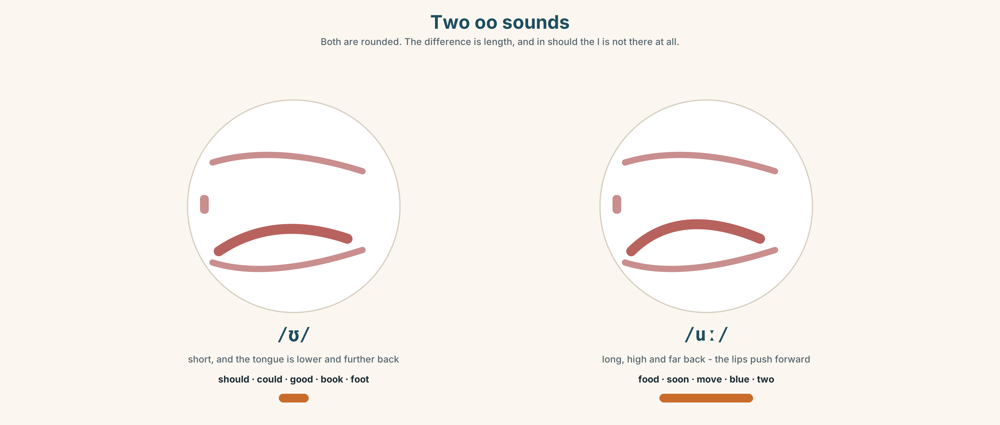 Two oo sounds
Both are rounded. The difference is length, and in should the l is not there at all.
/ʊ/
short, and the tongue is lower and further back
should · could · good · book · foot
/uː/
long, high and far back - the lips push forward
food · soon · move · blue · two